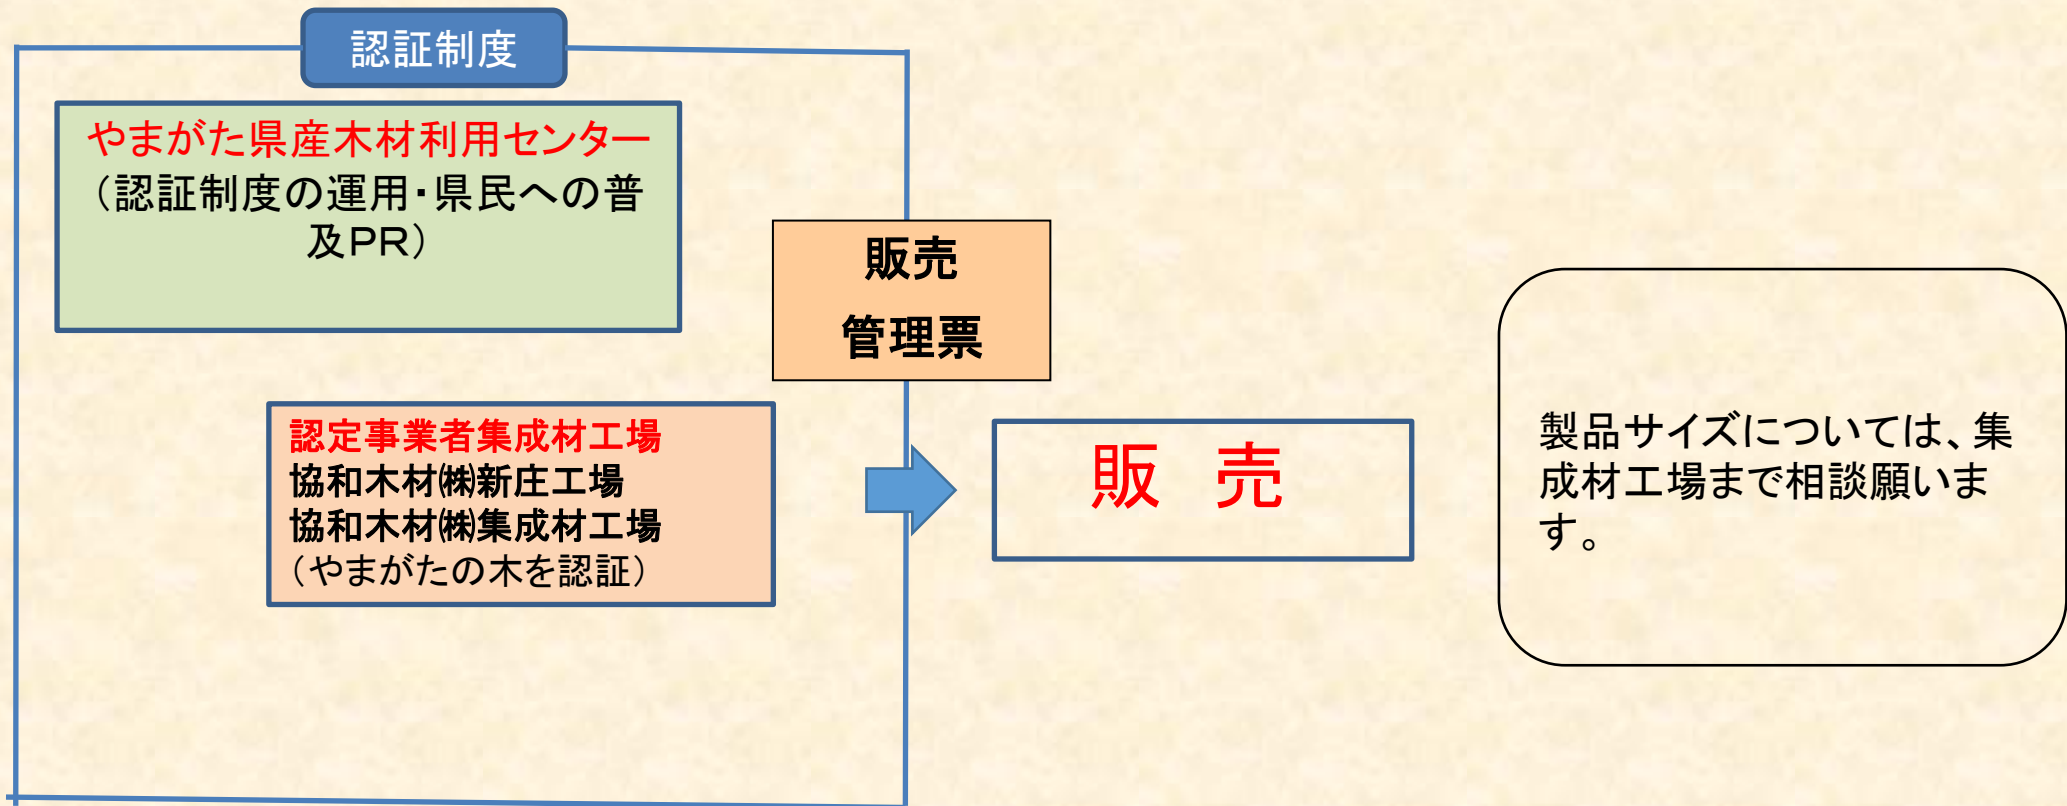 認証制度
やまがた県産木材利用センター
（認証制度の運用・県民への普
及PR）
販売
管理票
認定事業者集成材工場
協和木材㈱新庄工場
協和木材㈱集成材工場
（やまがたの木を認証）
販　売
製品サイズについては、集
成材工場まで相談願いま
す。